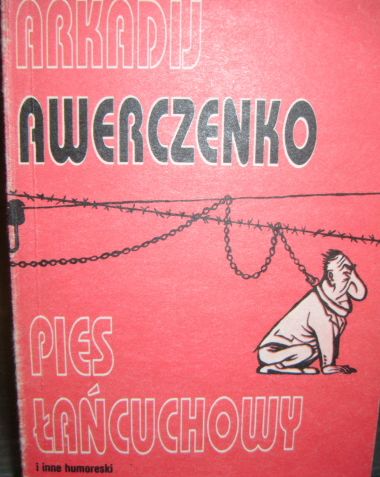 ARKADIJ
AWERCZENKO
PIES
ŁAŃCUCHOWY
i inne humoreski